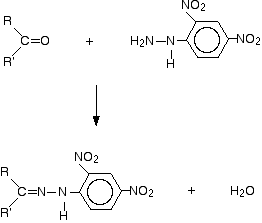 R
C=O
R'
+
NO₂
H₂N—N
H
NO₂
R
C=N—N
R'
H
NO₂
NO₂
+
H₂O